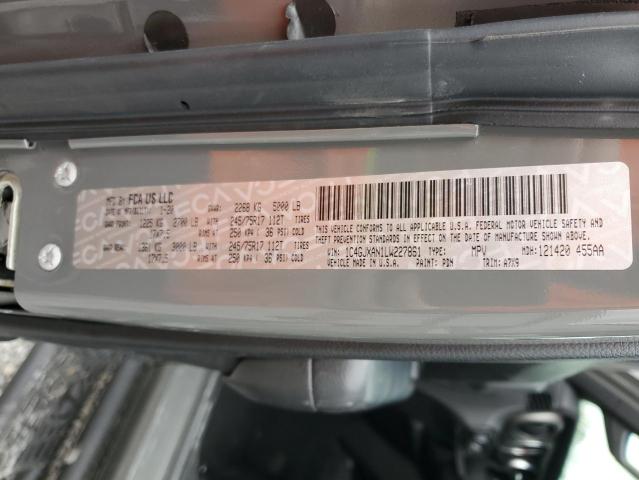 MFG BY FCA US LLC
DATE OF MFR 1-20 GVWR: 2268 KG 5000 LB
GAWR FRONT 1225 KG 2700 LB WITH 245/75R17 112T TIRES
17X7.5 RIMS AT 250 KPA ( 36 PSI) COLD
GAWR REAR 1361 KG 3000 LB WITH 245/75R17 112T TIRES
17X7.5 RIMS AT 250 KPA ( 36 PSI) COLD
THIS VEHICLE CONFORMS TO ALL APPLICABLE U.S.A. FEDERAL MOTOR VEHICLE SAFETY AND
THEFT PREVENTION STANDARDS IN EFFECT ON THE DATE OF MANUFACTURE SHOWN ABOVE.
VIN: 1C4GJXAN1LW227861 TYPE: MPV MDH: 121420 455AA
VEHICLE MADE IN U.S.A. PAINT: PDN TRIM: A7X9